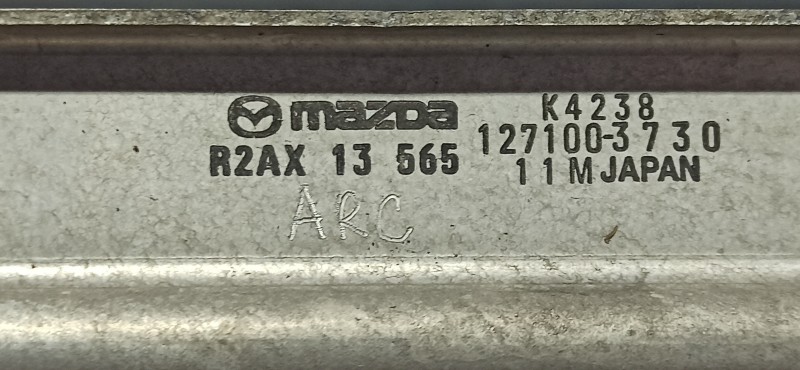 mazda
R2AX 13 565
K4238
127100-3730
11M JAPAN
ARC